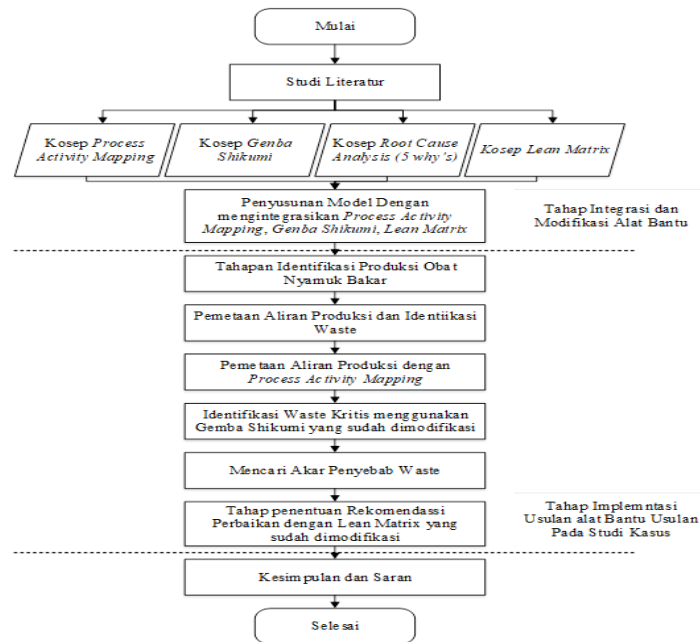 Mulai
Studi Literatur
Kosep Process
Activity Mapping
Kosep Genba
Shikumi
Kosep Root Cause
Analysis (5 why's)
Kosep Lean Matrix
Penyusunan Model Dengan
mengintegrasikan Process Activity
Mapping, Genba Shikumi, Lean Matrix
Tahap Integrasi dan
Modifikasi Alat Bantu
Tahapan Identifikasi Produksi Obat
Nyamuk Bakar
Pemetaan Aliran Produksi dan Identiikasi
Waste
Pemetaan Aliran Produksi dengan
Process Activity Mapping
Identifikasi Waste Kritis menggunakan
Gemba Shikumi yang sudah dimodifikasi
Mencari Akar Penyebab Waste
Tahap penentuan Rekomendassi
Perbaikan dengan Lean Matrix yang
sudah dimodifikasi
Tahap Implemntasi
Usulan alat Bantu Usulan
Pada Studi Kasus
Kesimpulan dan Saran
Selesai